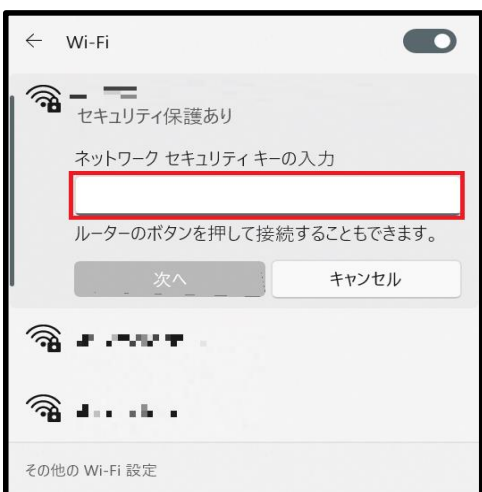 Wi-Fi
セキュリティ保護あり
ネットワーク セキュリティ キーの入力
ルーターのボタンを押して接続することもできます。
次へ
キャンセル
その他の Wi-Fi 設定